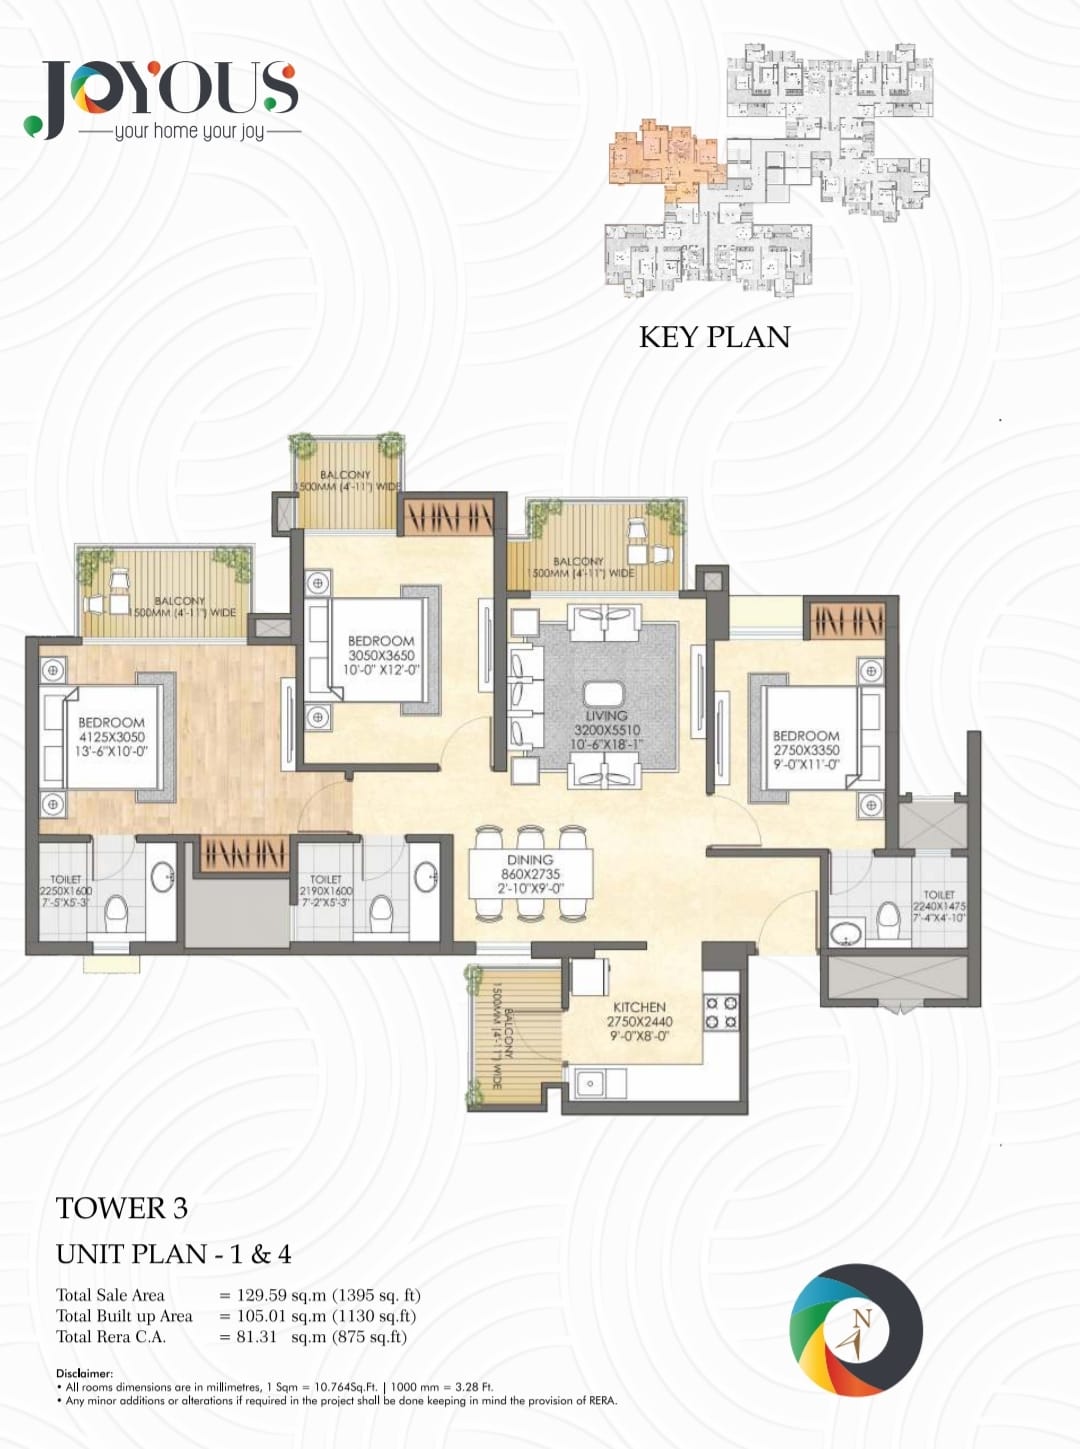 JOYOUS
your home your joy
KEY PLAN
BALCONY
1500MM (4'-11") WIDE
BALCONY
1500MM (4'-11") WIDE
BALCONY
1500MM (4'-11") WIDE
BEDROOM
3050X3650
10'-0" X12'-0"
BEDROOM
4125X3050
13'-6"X10'-0"
LIVING
3200X5510
10'-6"X18'-1"
BEDROOM
2750X3350
9'-0"X11'-0"
DINING
860X2735
2'-10"X9'-0"
TOILET
2250X1600
7'-5"X5'-3"
TOILET
2190X1600
7'-2"X5'-3"
TOILET
2240X1475
7'-4"X4'-10"
BALCONY
1500MM (4'-11") WIDE
KITCHEN
2750X2440
9'-0"X8'-0"
TOWER 3
UNIT PLAN - 1 & 4
Total Sale Area = 129.59 sq.m (1395 sq. ft)
Total Built up Area = 105.01 sq.m (1130 sq.ft)
Total Rera C.A. = 81.31 sq.m (875 sq.ft)
N
Disclaimer:
• All rooms dimensions are in millimetres, 1 Sqm = 10.764Sq.Ft. | 1000 mm = 3.28 Ft.
• Any minor additions or alterations if required in the project shall be done keeping in mind the provision of RERA.